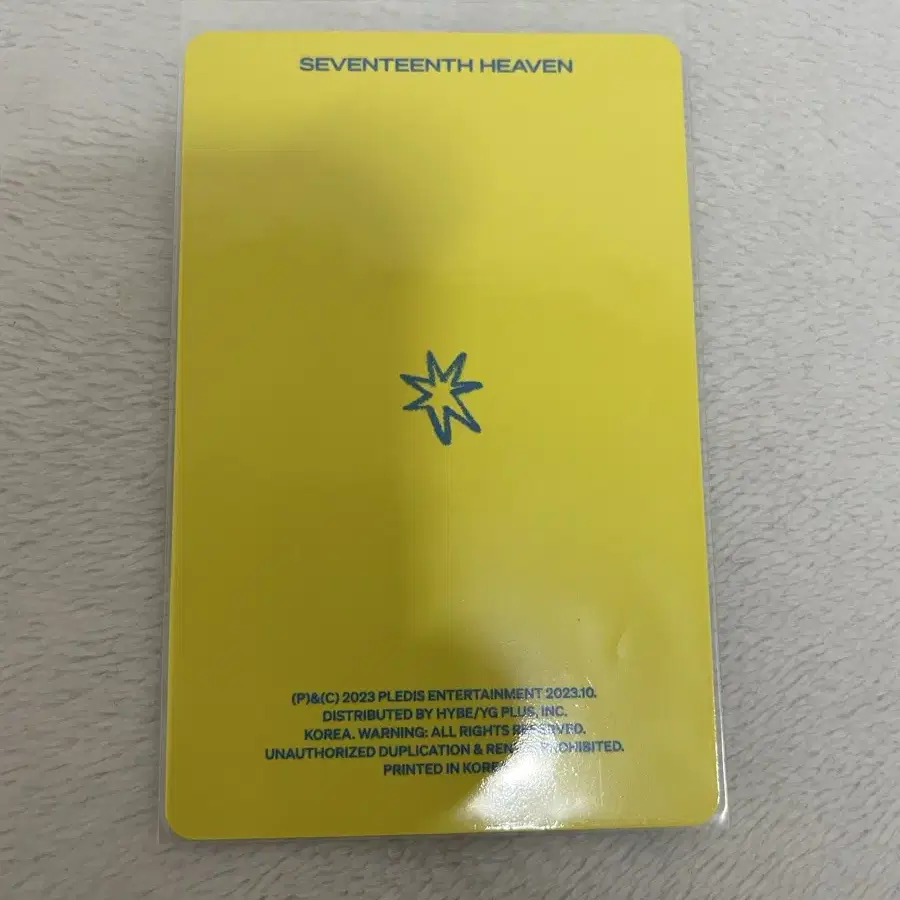 SEVENTEENTH HEAVEN
(P)&(C) 2023 PLEDIS ENTERTAINMENT 2023.10.
DISTRIBUTED BY HYBE/YG PLUS, INC.
KOREA. WARNING: ALL RIGHTS RESERVED.
UNAUTHORIZED DUPLICATION & PROHIBITED.
PRINTED IN KOREA